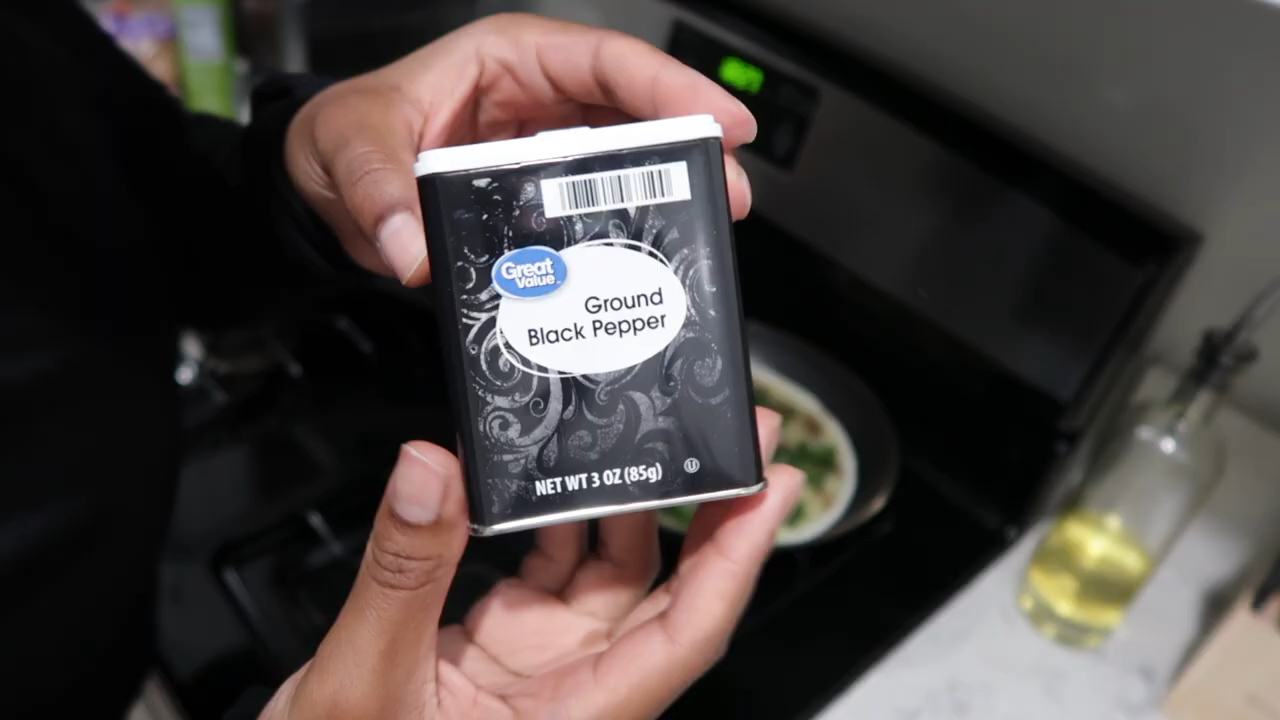 Great
Value
Ground
Black Pepper
NET WT 3 OZ (85g)
U